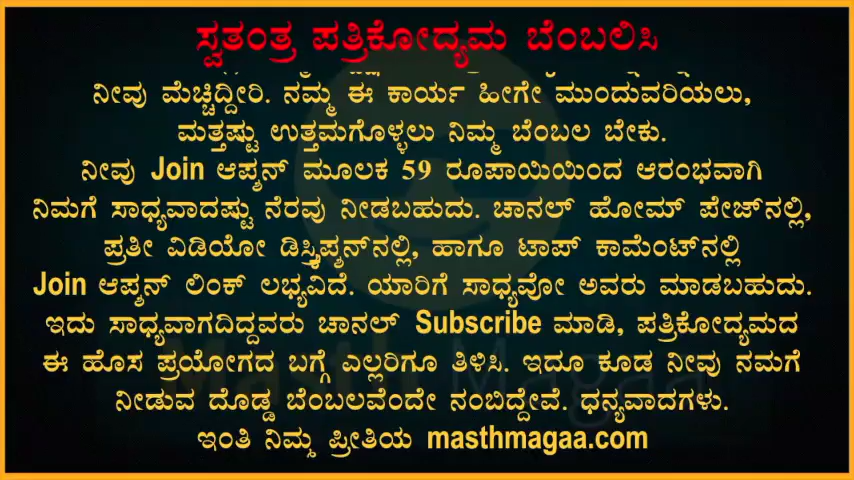 ಸ್ವತಂತ್ರ ಪತ್ರಿಕೋದ್ಯಮ ಬೆಂಬಲಿಸಿ
ನೀವು ಮೆಚ್ಚಿದ್ದೀರಿ. ನಮ್ಮ ಈ ಕಾರ್ಯ ಹೀಗೇ ಮುಂದುವರಿಯಲು,
ಮತ್ತಷ್ಟು ಉತ್ತಮಗೊಳ್ಳಲು ನಿಮ್ಮ ಬೆಂಬಲ ಬೇಕು.
ನೀವು Join ಆಪ್ಶನ್ ಮೂಲಕ 59 ರೂಪಾಯಿಯಿಂದ ಆರಂಭವಾಗಿ
ನಿಮಗೆ ಸಾಧ್ಯವಾದಷ್ಟು ನೆರವು ನೀಡಬಹುದು. ಚಾನಲ್ ಹೋಮ್ ಪೇಜ್‌ನಲ್ಲಿ,
ಪ್ರತೀ ವಿಡಿಯೋ ಡಿಸ್ಕ್ರಿಪ್ಶನ್‌ನಲ್ಲಿ, ಹಾಗೂ ಟಾಪ್ ಕಾಮೆಂಟ್‌ನಲ್ಲಿ
Join ಆಪ್ಶನ್ ಲಿಂಕ್ ಲಭ್ಯವಿದೆ. ಯಾರಿಗೆ ಸಾಧ್ಯವೋ ಅವರು ಮಾಡಬಹುದು.
ಇದು ಸಾಧ್ಯವಾಗದಿದ್ದವರು ಚಾನಲ್ Subscribe ಮಾಡಿ, ಪತ್ರಿಕೋದ್ಯಮದ
ಈ ಹೊಸ ಪ್ರಯೋಗದ ಬಗ್ಗೆ ಎಲ್ಲರಿಗೂ ತಿಳಿಸಿ. ಇದೂ ಕೂಡ ನೀವು ನಮಗೆ
ನೀಡುವ ದೊಡ್ಡ ಬೆಂಬಲವೆಂದೇ ನಂಬಿದ್ದೇವೆ. ಧನ್ಯವಾದಗಳು.
ಇಂತಿ ನಿಮ್ಮ ಪ್ರೀತಿಯ masthmagaa.com
Masth Magaa